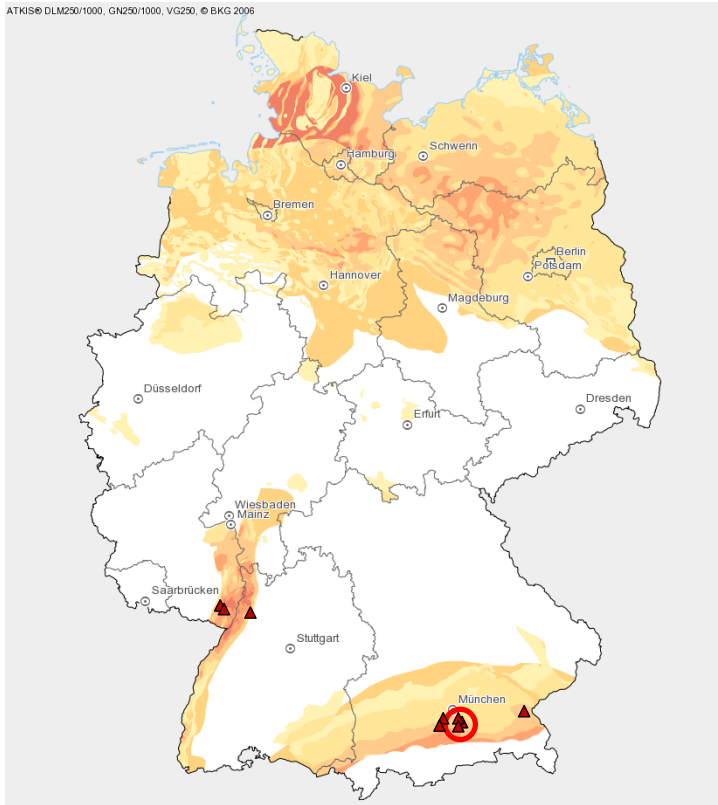 ATKIS® DLM250/1000, GN250/1000, VG250, © BKG 2006
Kiel
Schwerin
Hamburg
Bremen
Berlin
Potsdam
Hannover
Magdeburg
Düsseldorf
Dresden
Erfurt
Wiesbaden
Mainz
Saarbrücken
Stuttgart
München